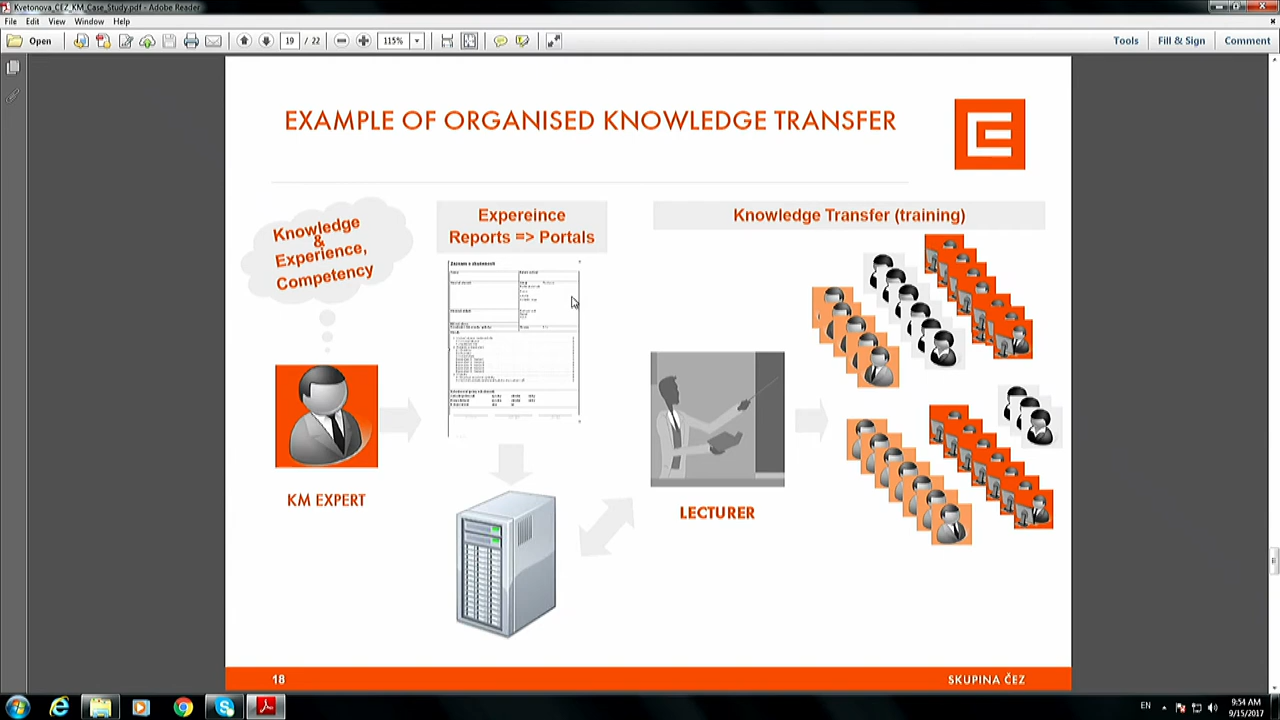 Kvetonova_CEZ_KM_Case_Study.pdf - Adobe Reader
File Edit View Window Help
Open 19 / 22 115% Tools Fill & Sign Comment
EXAMPLE OF ORGANISED KNOWLEDGE TRANSFER
Knowledge
&
Experience,
Competency
Expereince
Reports => Portals
Knowledge Transfer (training)
Záznam o zkušenosti
KM EXPERT
LECTURER
18
SKUPINA ČEZ
EN
9:54 AM
9/15/2017